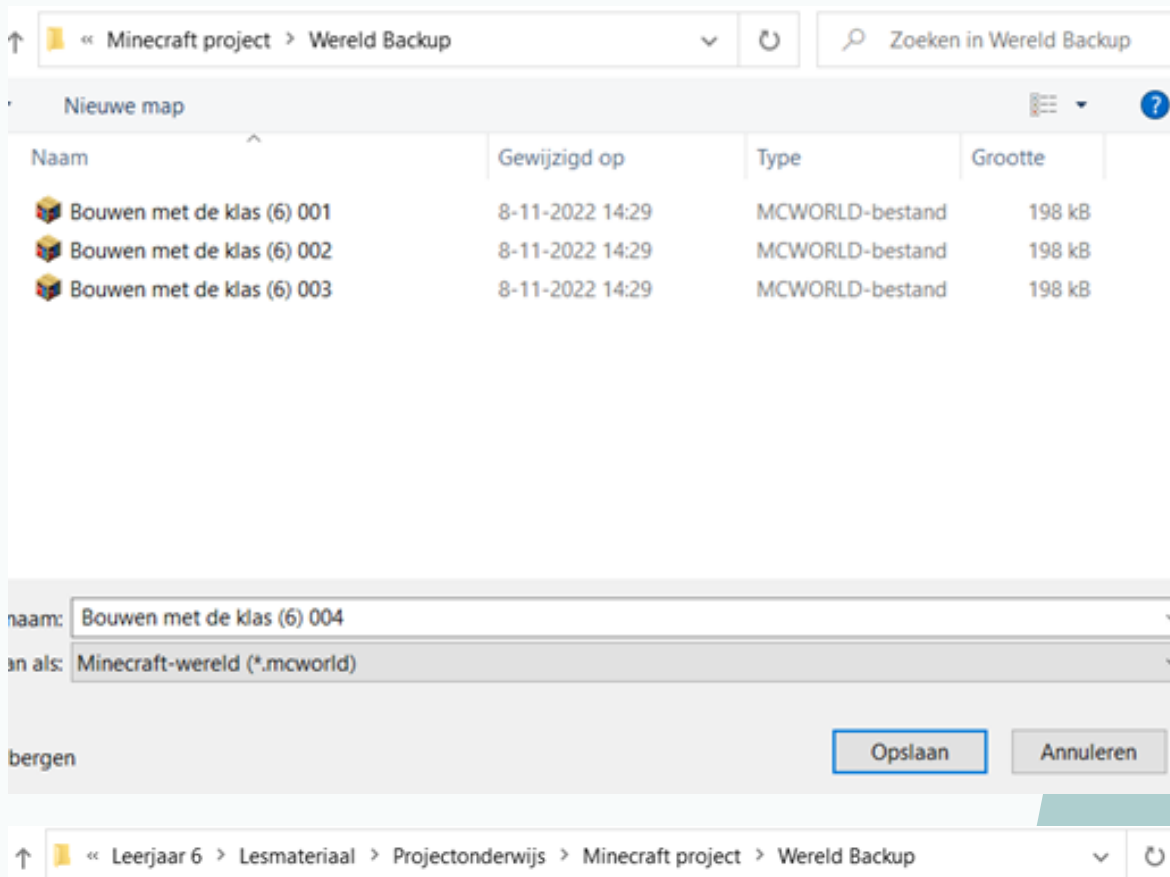 « Minecraft project > Wereld Backup Zoeken in Wereld Backup
Nieuwe map
Naam Gewijzigd op Type Grootte
Bouwen met de klas (6) 001 8-11-2022 14:29 MCWORLD-bestand 198 kB
Bouwen met de klas (6) 002 8-11-2022 14:29 MCWORLD-bestand 198 kB
Bouwen met de klas (6) 003 8-11-2022 14:29 MCWORLD-bestand 198 kB
naam: Bouwen met de klas (6) 004
an als: Minecraft-wereld (*.mcworld)
bergen Opslaan Annuleren
« Leerjaar 6 > Lesmateriaal > Projectonderwijs > Minecraft project > Wereld Backup